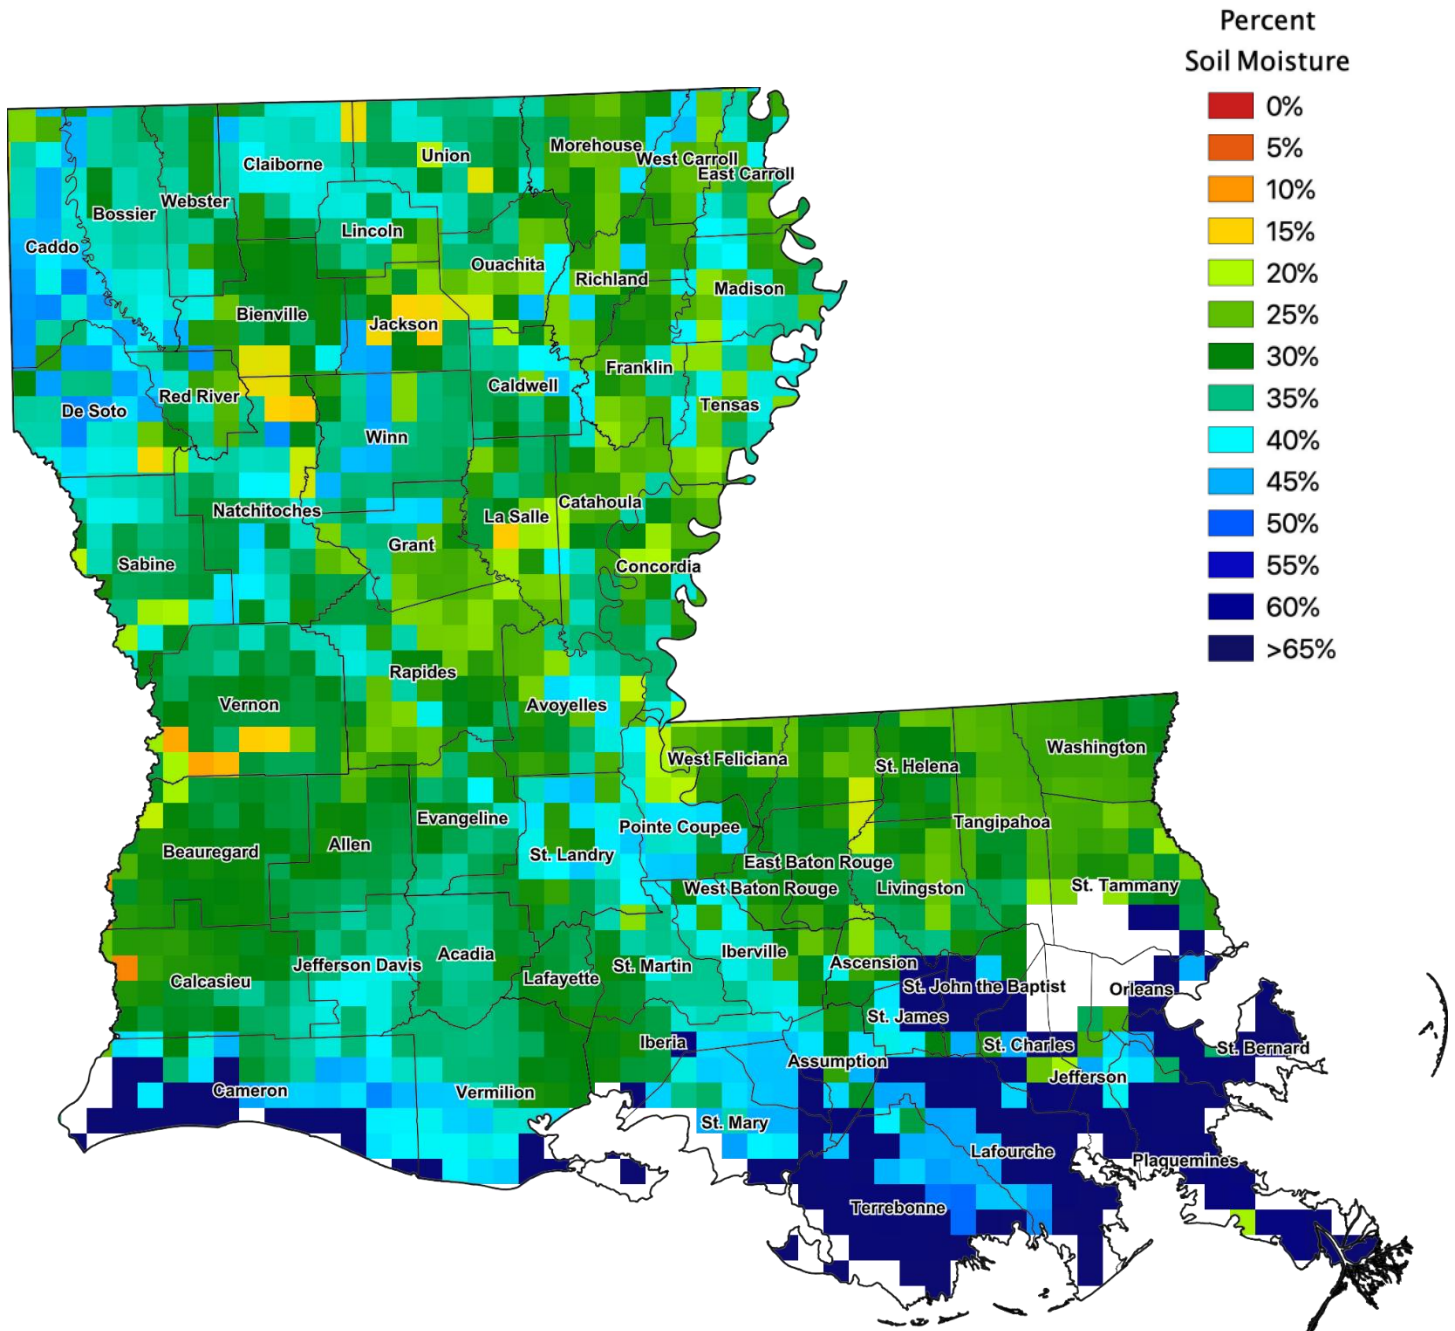 Percent
Soil Moisture
0%
5%
10%
15%
20%
25%
30%
35%
40%
45%
50%
55%
60%
>65%
Morehouse
Union
West Carroll
Claiborne
East Carroll
Webster
Bossier
Lincoln
Caddo
Ouachita
Richland
Madison
Bienville
Jackson
Franklin
Caldwell
Red River
Tensas
De Soto
Winn
Catahoula
Natchitoches
La Salle
Grant
Sabine
Concordia
Rapides
Vernon
Avoyelles
Washington
West Feliciana
St. Helena
Evangeline
Tangipahoa
Pointe Coupee
Allen
Beauregard
St. Landry
East Baton Rouge
St. Tammany
West Baton Rouge
Livingston
Iberville
Acadia
Ascension
Jefferson Davis
St. Martin
Lafayette
Calcasieu
St. John the Baptist
Orleans
St. James
Iberia
St. Charles
St. Bernard
Assumption
Jefferson
Cameron
Vermilion
St. Mary
Lafourche
Plaquemines
Terrebonne